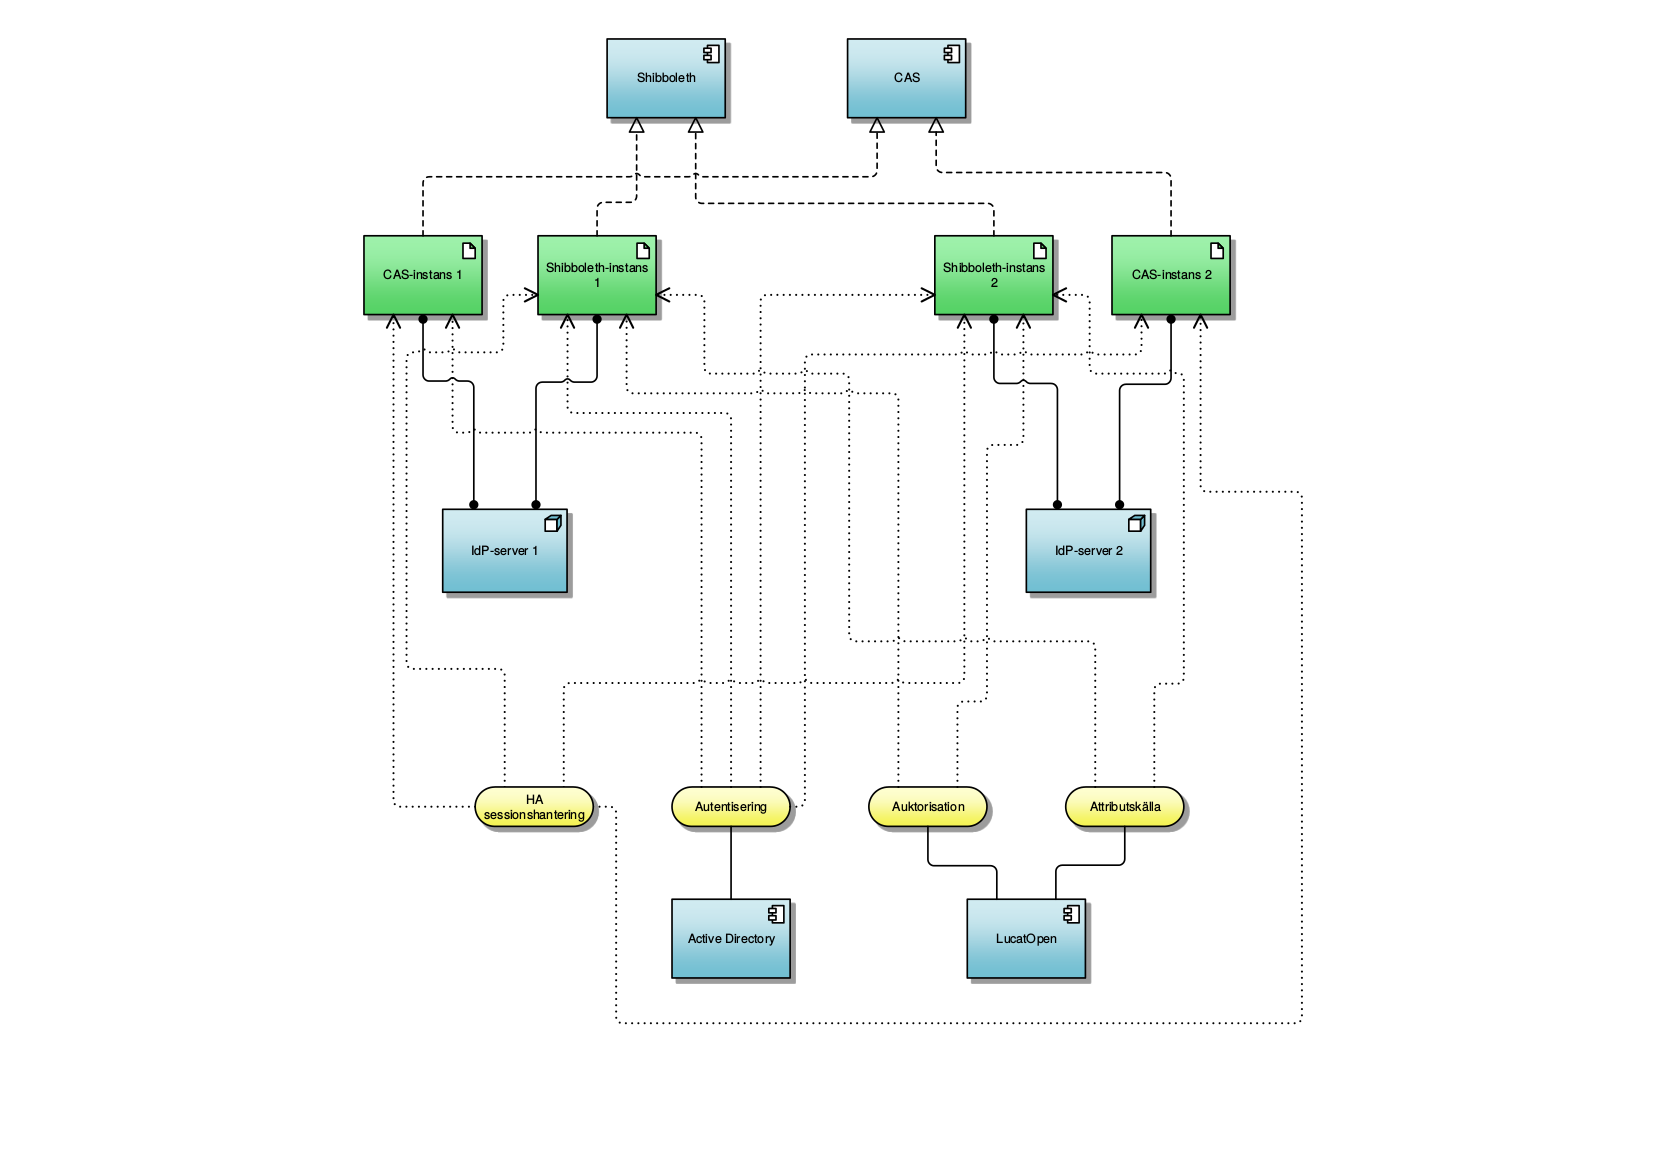 Shibboleth
CAS
CAS-instans 1
Shibboleth-instans
1
Shibboleth-instans
2
CAS-instans 2
IdP-server 1
IdP-server 2
HA
sessionshantering
Autentisering
Auktorisation
Attributskälla
Active Directory
LucatOpen